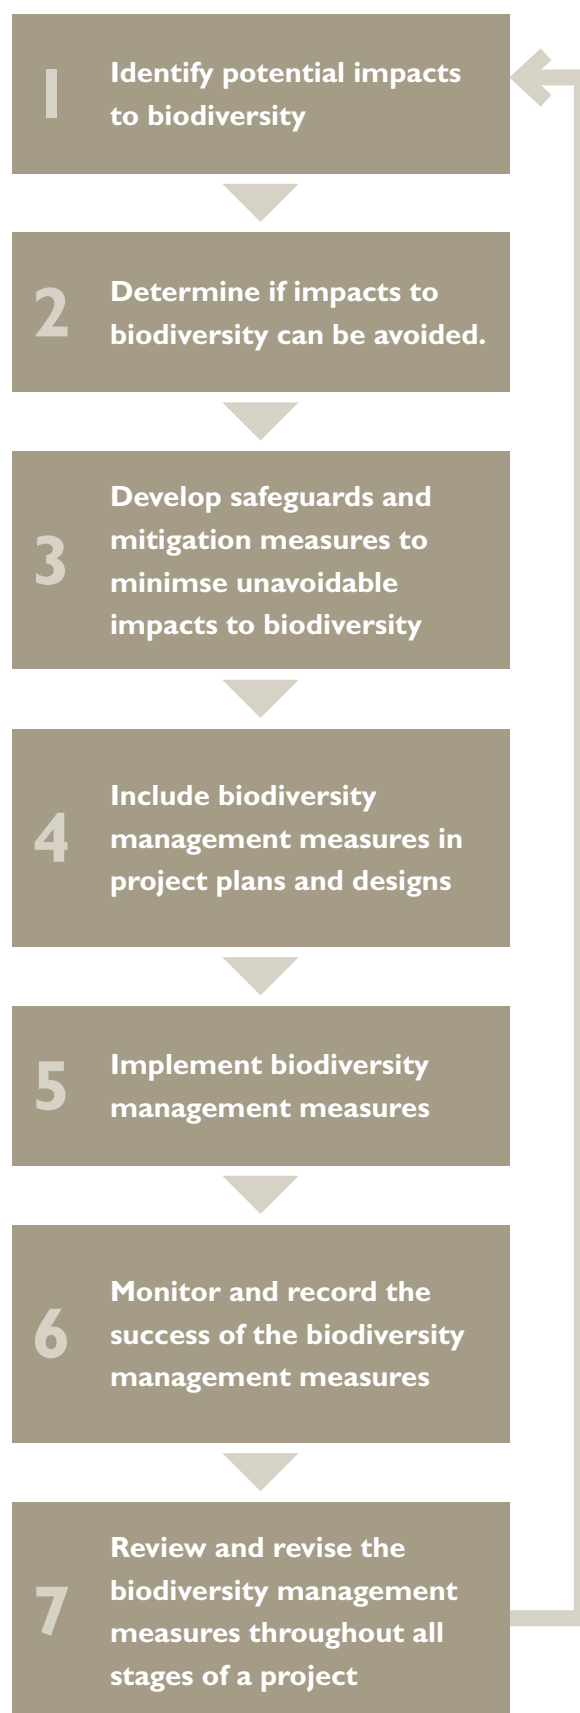 1
Identify potential impacts
to biodiversity
2
Determine if impacts to
biodiversity can be avoided.
3
Develop safeguards and
mitigation measures to
minimse unavoidable
impacts to biodiversity
4
Include biodiversity
management measures in
project plans and designs
5
Implement biodiversity
management measures
6
Monitor and record the
success of the biodiversity
management measures
7
Review and revise the
biodiversity management
measures throughout all
stages of a project